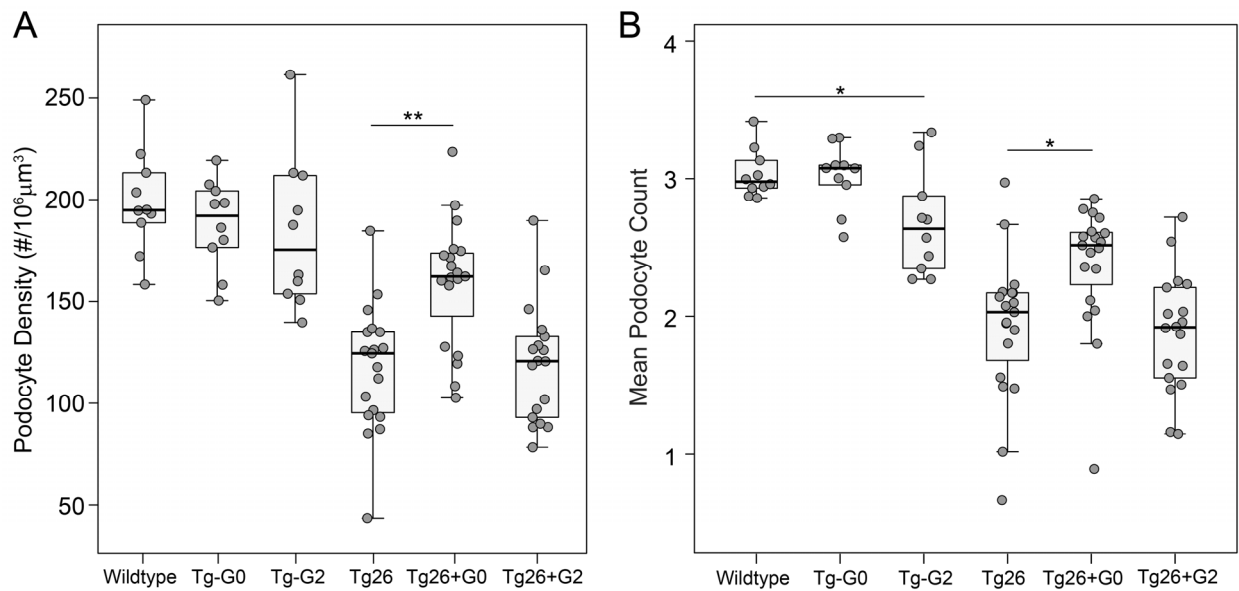 A
Podocyte Density (#/10⁶μm³)
250
200
150
100
50
**
Wildtype Tg-G0 Tg-G2 Tg26 Tg26+G0 Tg26+G2
B
Mean Podocyte Count
4
3
2
1
*
*
Wildtype Tg-G0 Tg-G2 Tg26 Tg26+G0 Tg26+G2